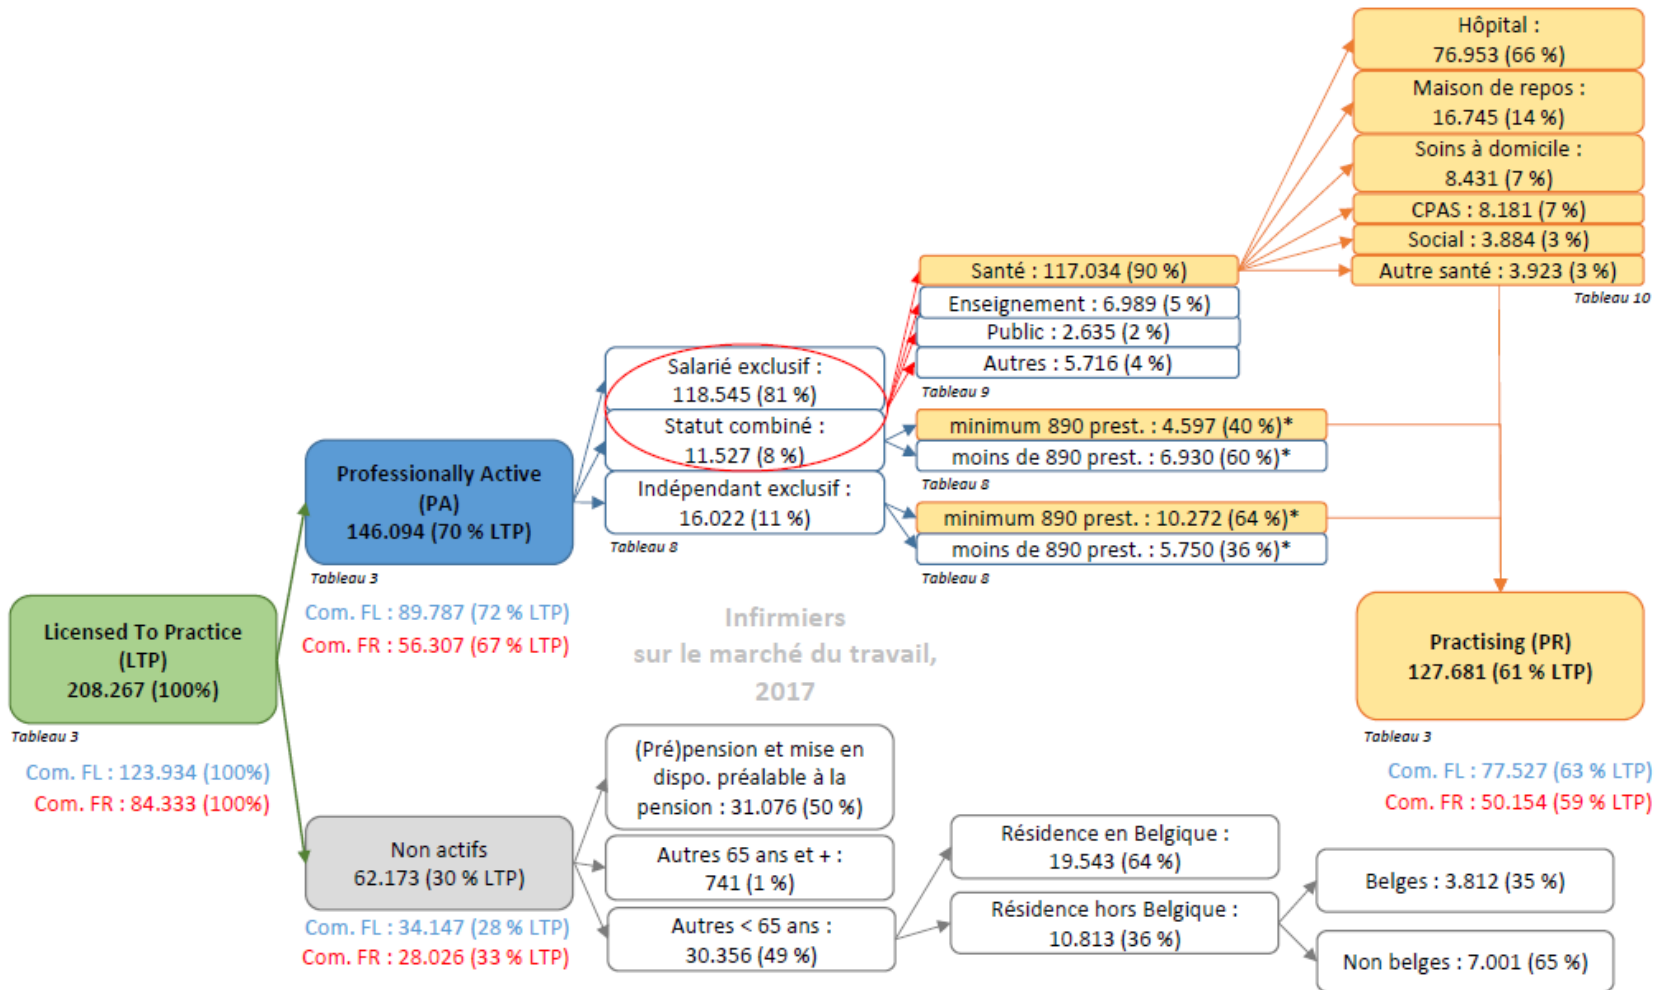 Licensed To Practice
(LTP)
208.267 (100%)
Tableau 3
Com. FL : 123.934 (100%)
Com. FR : 84.333 (100%)
Professionally Active
(PA)
146.094 (70 % LTP)
Tableau 3
Com. FL : 89.787 (72 % LTP)
Com. FR : 56.307 (67 % LTP)
Non actifs
62.173 (30 % LTP)
Com. FL : 34.147 (28 % LTP)
Com. FR : 28.026 (33 % LTP)
Salarié exclusif :
118.545 (81 %)
Statut combiné :
11.527 (8 %)
Indépendant exclusif :
16.022 (11 %)
Tableau 8
Infirmiers
sur le marché du travail,
2017
(Pré)pension et mise en
dispo. préalable à la
pension : 31.076 (50 %)
Autres 65 ans et + :
741 (1 %)
Autres < 65 ans :
30.356 (49 %)
Santé : 117.034 (90 %)
Enseignement : 6.989 (5 %)
Public : 2.635 (2 %)
Autres : 5.716 (4 %)
Tableau 9
minimum 890 prest. : 4.597 (40 %)*
moins de 890 prest. : 6.930 (60 %)*
Tableau 8
minimum 890 prest. : 10.272 (64 %)*
moins de 890 prest. : 5.750 (36 %)*
Tableau 8
Résidence en Belgique :
19.543 (64 %)
Résidence hors Belgique :
10.813 (36 %)
Hôpital :
76.953 (66 %)
Maison de repos :
16.745 (14 %)
Soins à domicile :
8.431 (7 %)
CPAS : 8.181 (7 %)
Social : 3.884 (3 %)
Autre santé : 3.923 (3 %)
Tableau 10
Practising (PR)
127.681 (61 % LTP)
Tableau 3
Com. FL : 77.527 (63 % LTP)
Com. FR : 50.154 (59 % LTP)
Belges : 3.812 (35 %)
Non belges : 7.001 (65 %)